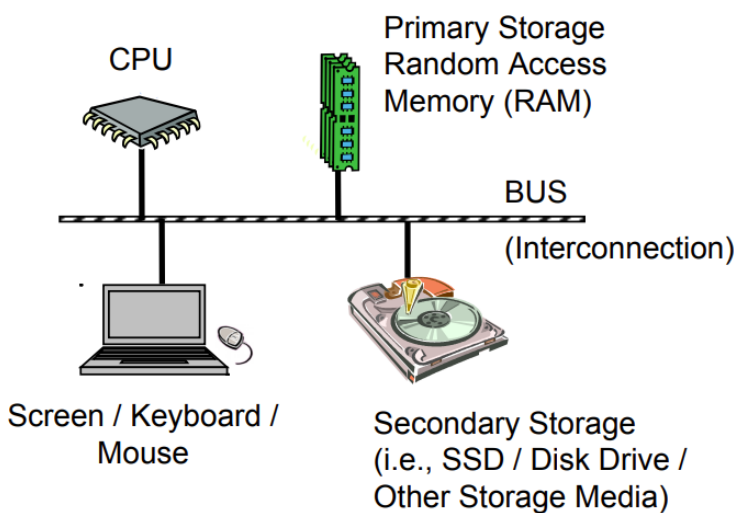 CPU
Primary Storage
Random Access
Memory (RAM)
BUS
(Interconnection)
Screen / Keyboard /
Mouse
Secondary Storage
(i.e., SSD / Disk Drive /
Other Storage Media)